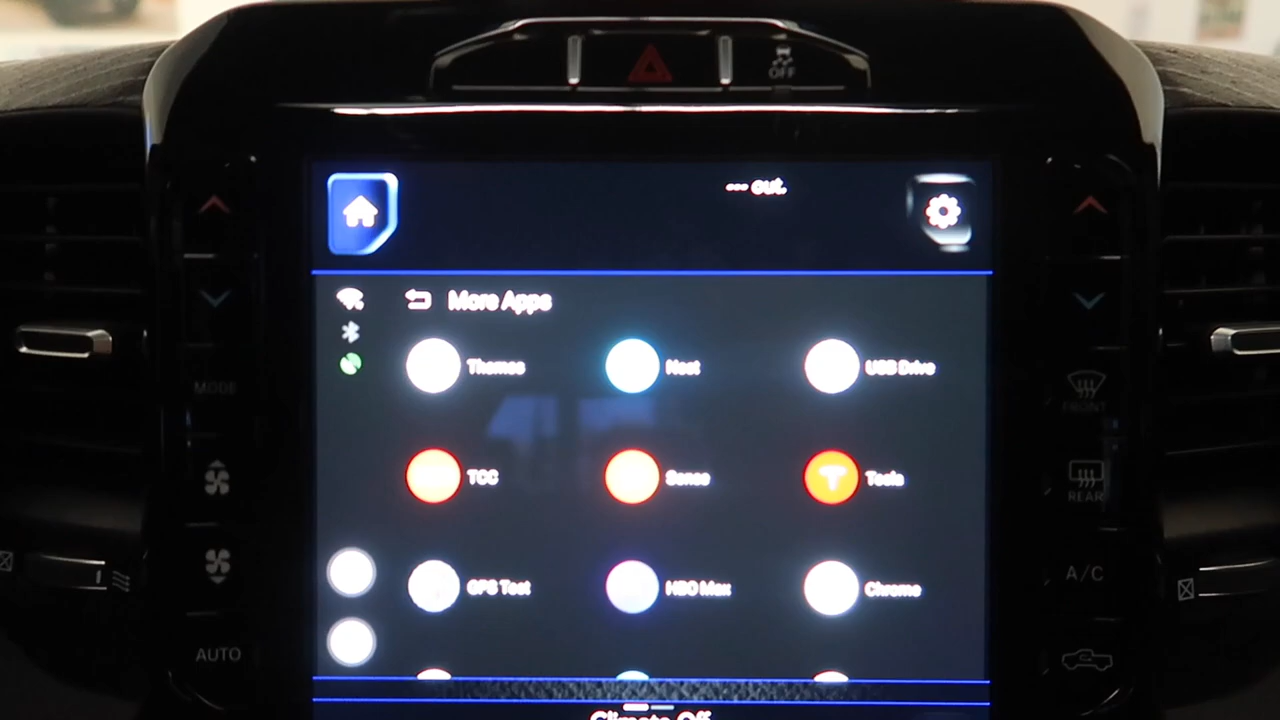 OFF
out.
More Apps
Themes
Nest
USB Drive
MODE
FRONT
TCC
Sense
Tesla
REAR
GPS Test
HBO Max
Chrome
A/C
AUTO
Climate Off